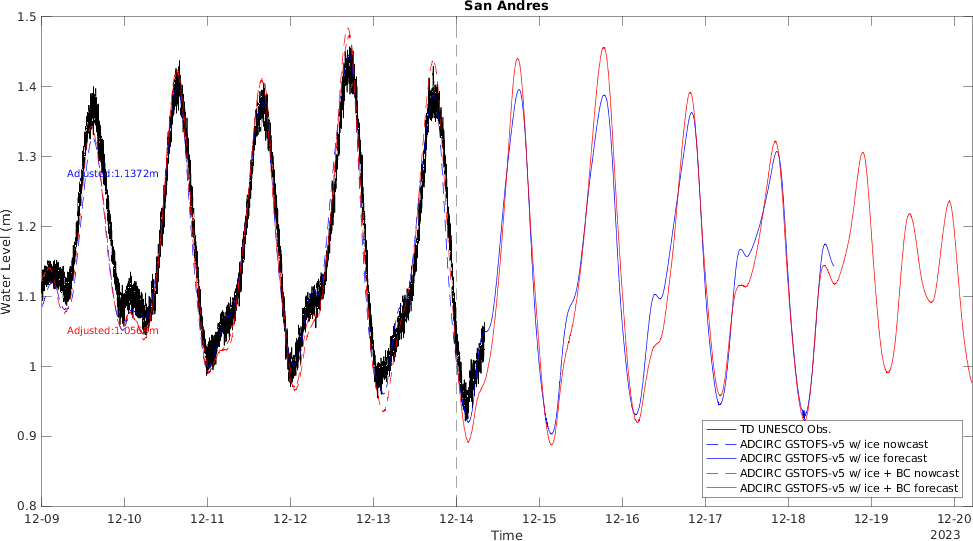 San Andres
1.5
1.4
1.3
1.2
1.1
1
0.9
0.8
Water Level (m)
Adjusted:1.1372m
TD UNESCO Obs.
ADCIRC GSTOFS-v5 w/ ice nowcast
ADCIRC GSTOFS-v5 w/ ice forecast
ADCIRC GSTOFS-v5 w/ ice + BC nowcast
ADCIRC GSTOFS-v5 w/ ice + BC forecast
12-09 12-10 12-11 12-12 12-13 12-14 12-15 12-16 12-17 12-18 12-19 12-20
Time
2023